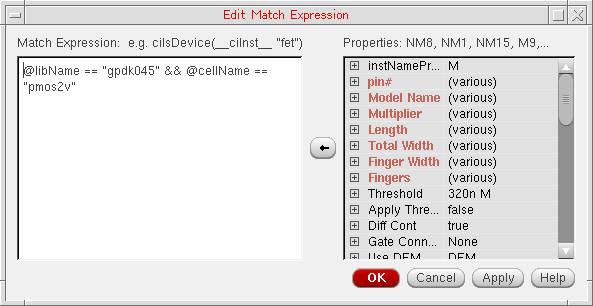 Edit Match Expression
Match Expression: e.g. cilsDevice(__ciInst__ "fet")
@libName == "gpdk045" && @cellName ==
"pmos2v"
Properties: NM8, NM1, NM15, M9,...
instNamePr... M
pin# (various)
Model Name (various)
Multiplier (various)
Length (various)
Total Width (various)
Finger Width (various)
Fingers (various)
Threshold 320n M
Apply Thre... false
Diff Cont true
Gate Conn... None
Use DFM DFM
OK Cancel Apply Help